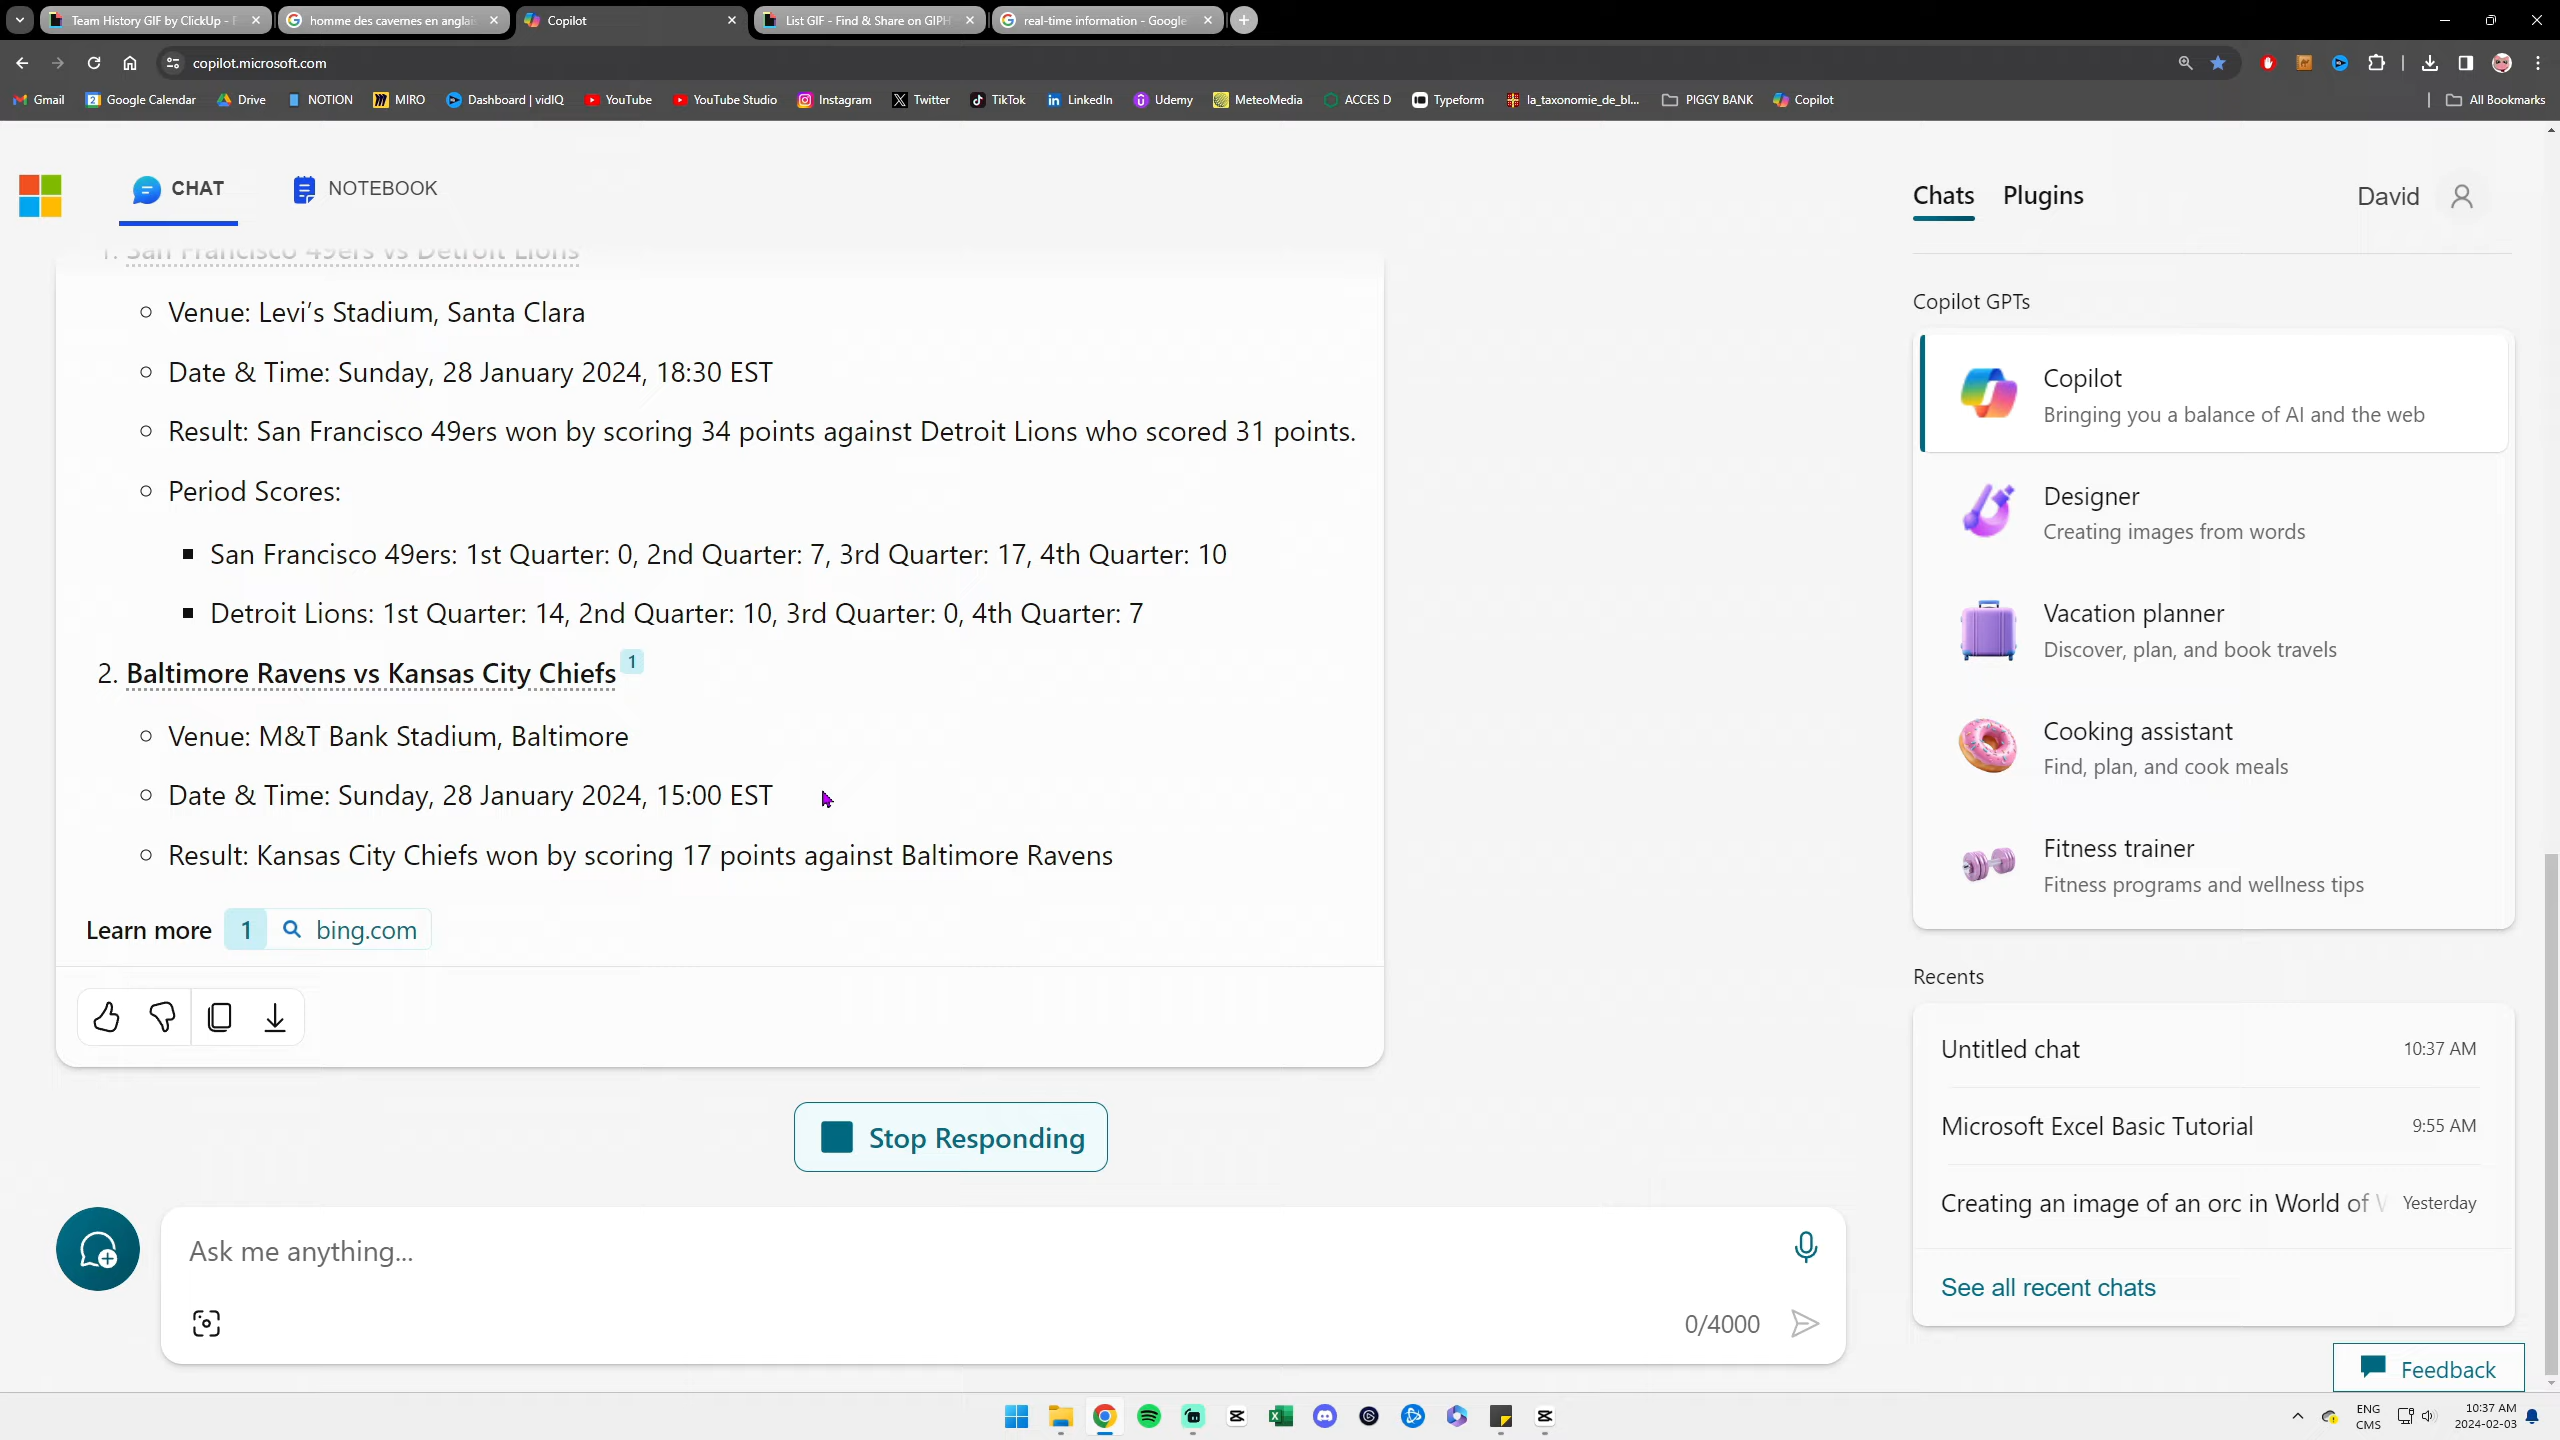 Team History GIF by ClickUp - F
homme des cavernes en anglai
Copilot
List GIF - Find & Share on GIPH
real-time information - Google
copilot.microsoft.com
Gmail
Google Calendar
Drive
NOTION
MIRO
Dashboard | vidIQ
YouTube
YouTube Studio
Instagram
Twitter
TikTok
LinkedIn
Udemy
MeteoMedia
ACCES D
Typeform
la_taxonomie_de_bl...
PIGGY BANK
Copilot
All Bookmarks
CHAT
NOTEBOOK
Chats
Plugins
David
1. San Francisco 49ers vs Detroit Lions
Venue: Levi’s Stadium, Santa Clara
Date & Time: Sunday, 28 January 2024, 18:30 EST
Result: San Francisco 49ers won by scoring 34 points against Detroit Lions who scored 31 points.
Period Scores:
San Francisco 49ers: 1st Quarter: 0, 2nd Quarter: 7, 3rd Quarter: 17, 4th Quarter: 10
Detroit Lions: 1st Quarter: 14, 2nd Quarter: 10, 3rd Quarter: 0, 4th Quarter: 7
2. Baltimore Ravens vs Kansas City Chiefs 1
Venue: M&T Bank Stadium, Baltimore
Date & Time: Sunday, 28 January 2024, 15:00 EST
Result: Kansas City Chiefs won by scoring 17 points against Baltimore Ravens
Learn more 1 bing.com
Stop Responding
Ask me anything...
0/4000
Copilot GPTs
Copilot
Bringing you a balance of AI and the web
Designer
Creating images from words
Vacation planner
Discover, plan, and book travels
Cooking assistant
Find, plan, and cook meals
Fitness trainer
Fitness programs and wellness tips
Recents
Untitled chat 10:37 AM
Microsoft Excel Basic Tutorial 9:55 AM
Creating an image of an orc in World of W Yesterday
See all recent chats
Feedback
ENG
CMS
10:37 AM
2024-02-03